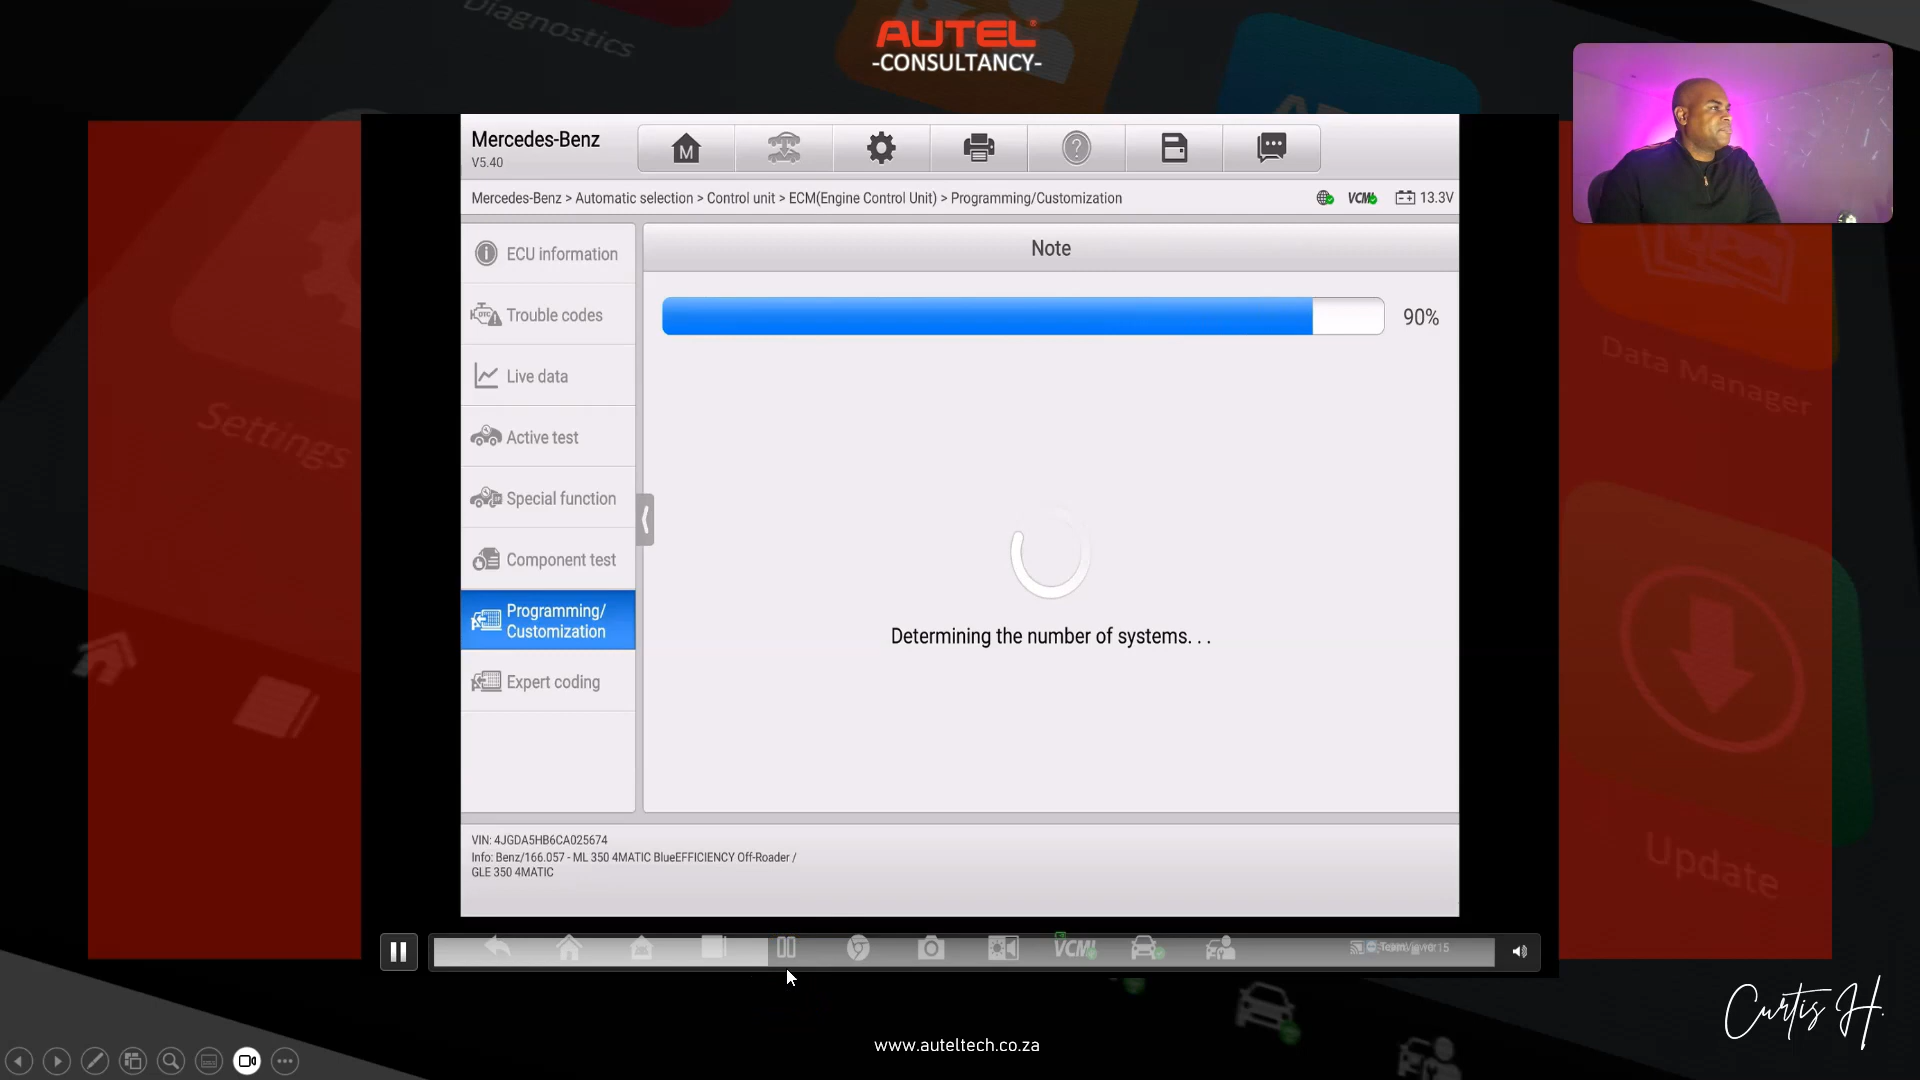 Diagnostics
AUTEL
-CONSULTANCY-
Mercedes-Benz
V5.40
M
?
Mercedes-Benz > Automatic selection > Control unit > ECM(Engine Control Unit) > Programming/Customization
VCMI
13.3V
ECU information
Trouble codes
Live data
Active test
Special function
Component test
Programming/
Customization
Expert coding
Note
90%
Determining the number of systems. . .
Settings
Data Manager
Update
VIN: 4JGDA5HB6CA025674
Info: Benz/166.057 - ML 350 4MATIC BlueEFFICIENCY Off-Roader /
GLE 350 4MATIC
VCMI
Curtis H.
www.auteltech.co.za